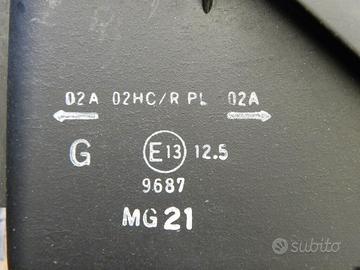 02A 02HC/R PL 02A
G E13 12.5
9687
MG21
subito